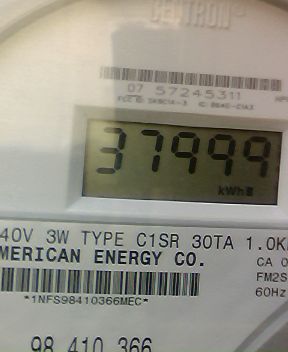 CENTRON
07 57245311
37999
kWh
40V 3W TYPE C1SR 30TA 1.0K
MERICAN ENERGY CO.
CA 0
FM2S
60Hz
*1NFS98410366MEC*
98 410 366